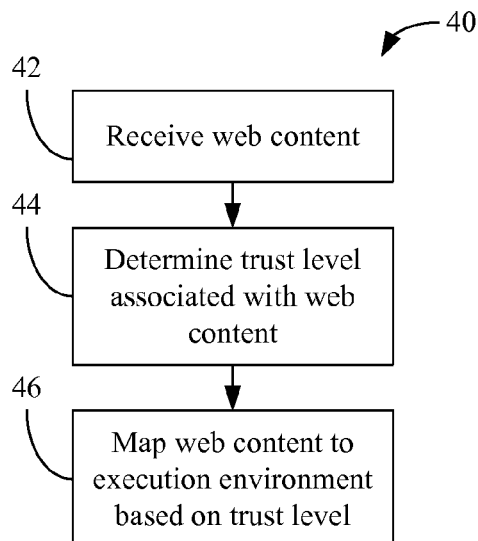 40
42
Receive web content
44
Determine trust level
associated with web
content
46
Map web content to
execution environment
based on trust level